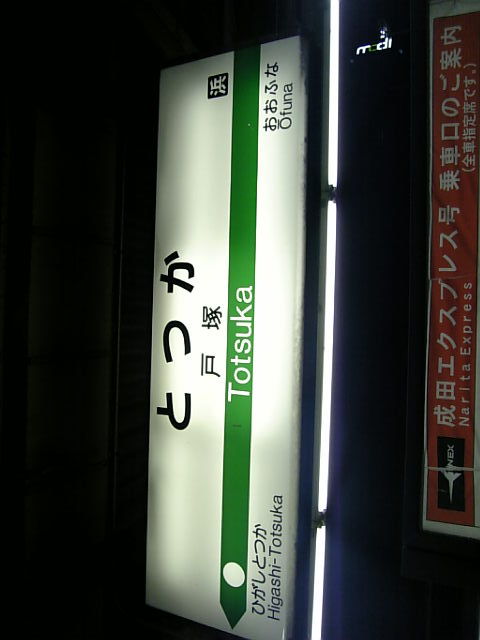 とつか
戸塚
Totsuka
浜
ひがしとつか
Higashi-Totsuka
おおふな
Ōfuna
modi
成田エクスプレス号 乗車口のご案内
Narita Express (全車指定席です。)
N'EX